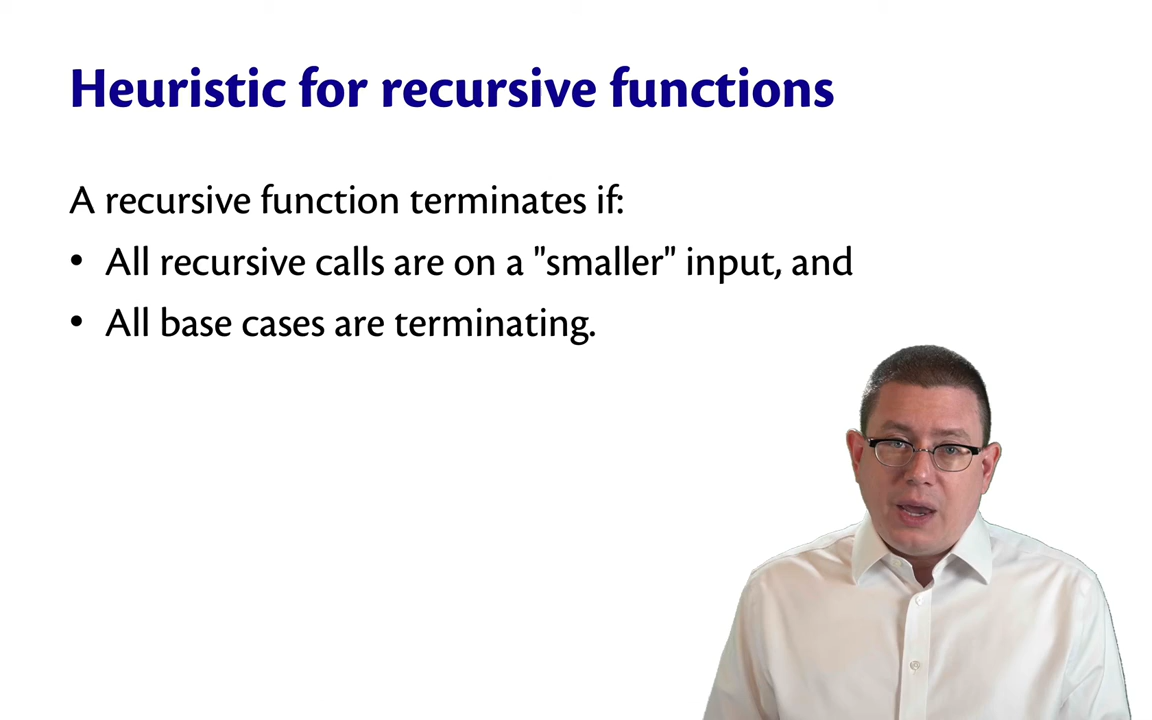 Heuristic for recursive functions
A recursive function terminates if:
• All recursive calls are on a "smaller" input, and
• All base cases are terminating.